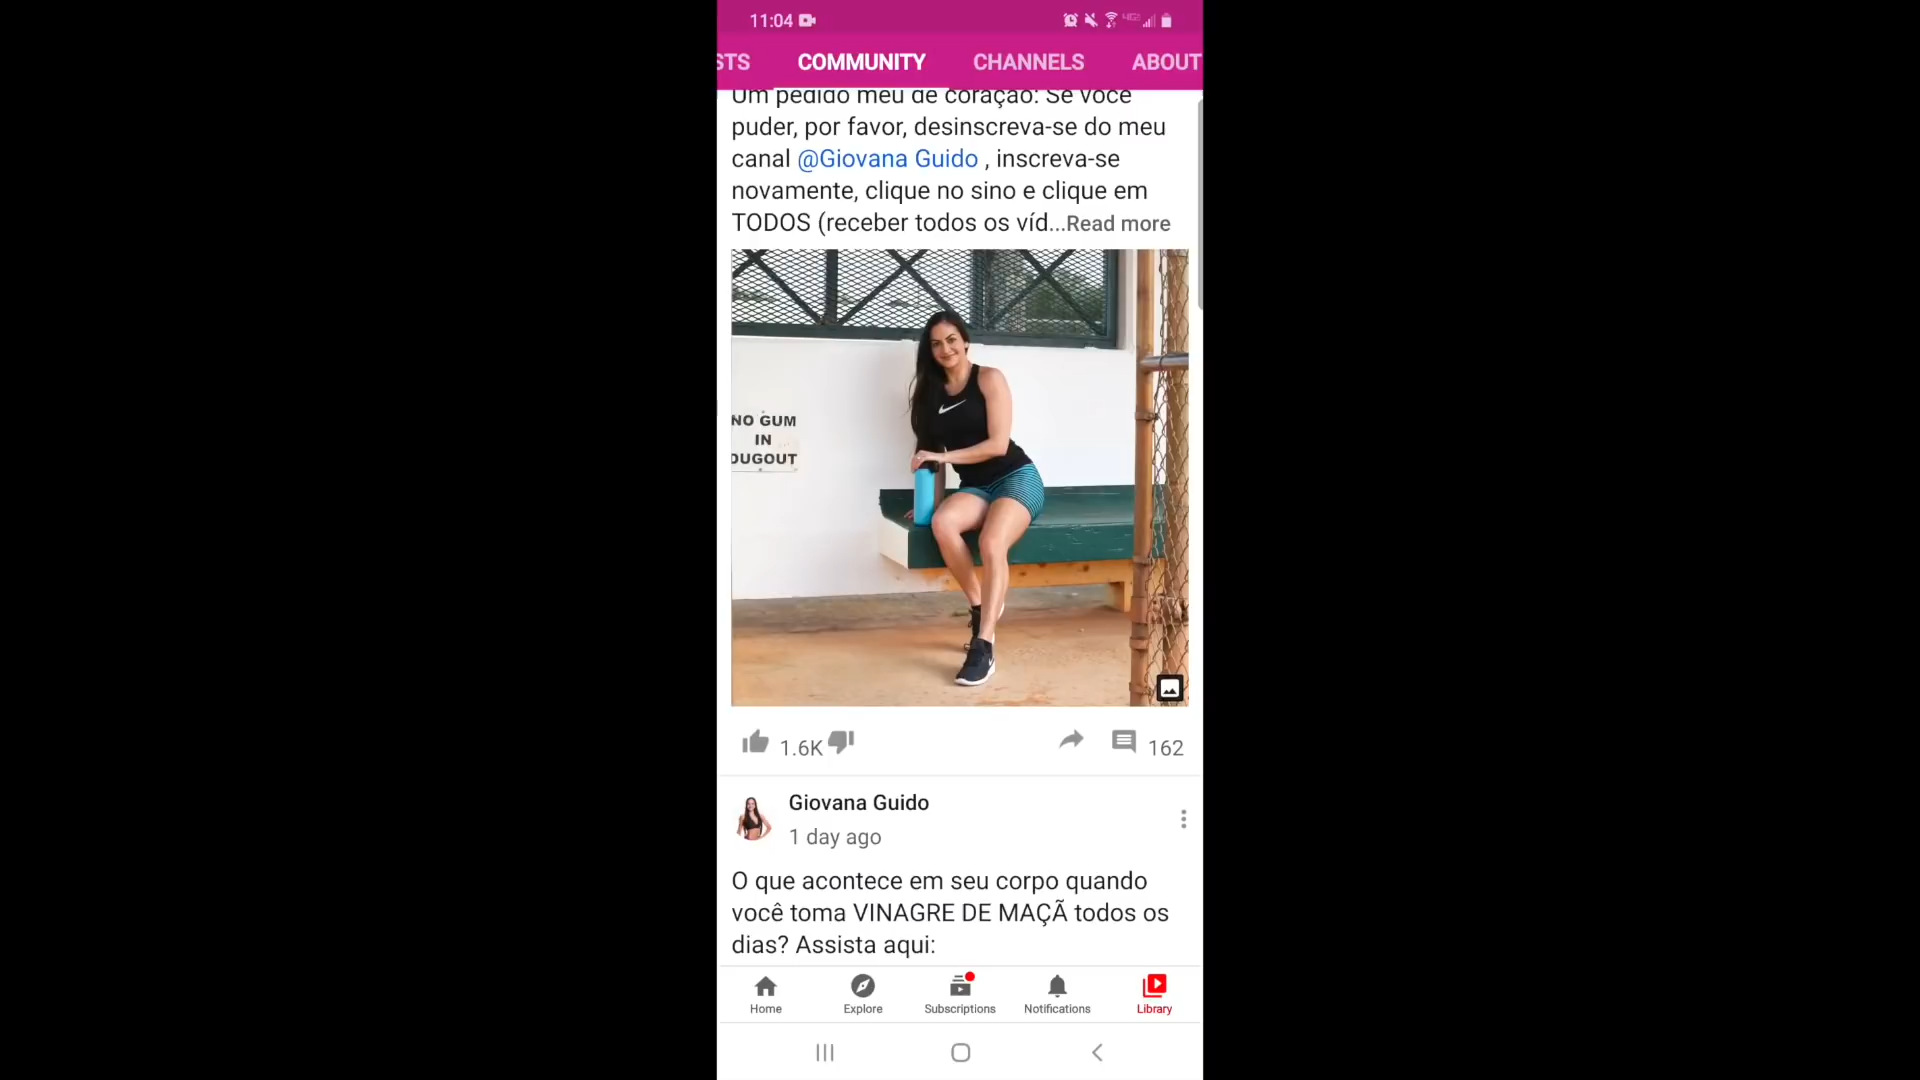 11:04
STS COMMUNITY CHANNELS ABOUT
Um pedido meu de coração: Se você
puder, por favor, desinscreva-se do meu
canal @Giovana Guido , inscreva-se
novamente, clique no sino e clique em
TODOS (receber todos os víd...Read more
NO GUM
IN
DUGOUT
1.6K 162
Giovana Guido
1 day ago
O que acontece em seu corpo quando
você toma VINAGRE DE MAÇÃ todos os
dias? Assista aqui:
Home Explore Subscriptions Notifications Library